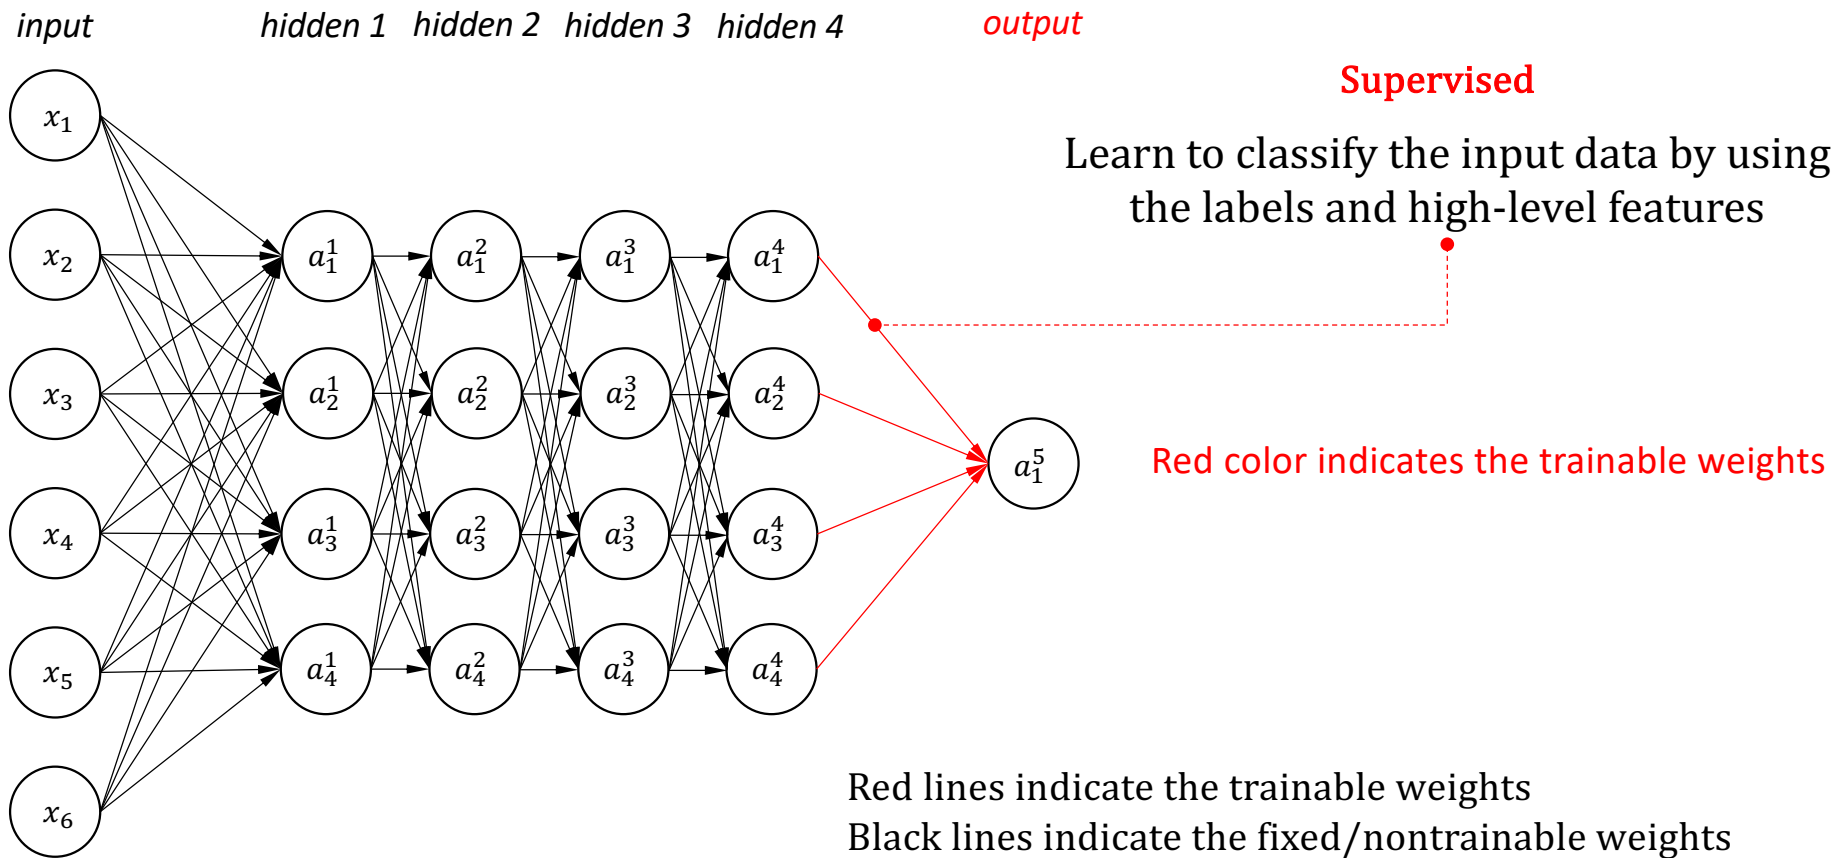 input hidden 1 hidden 2 hidden 3 hidden 4 output
Supervised
Learn to classify the input data by using
the labels and high-level features
x₁
x₂ a₁¹ a₁² a₁³ a₁⁴
x₃ a₂¹ a₂² a₂³ a₂⁴
a₁⁵ Red color indicates the trainable weights
x₄ a₃¹ a₃² a₃³ a₃⁴
x₅ a₄¹ a₄² a₄³ a₄⁴
x₆
Red lines indicate the trainable weights
Black lines indicate the fixed/nontrainable weights